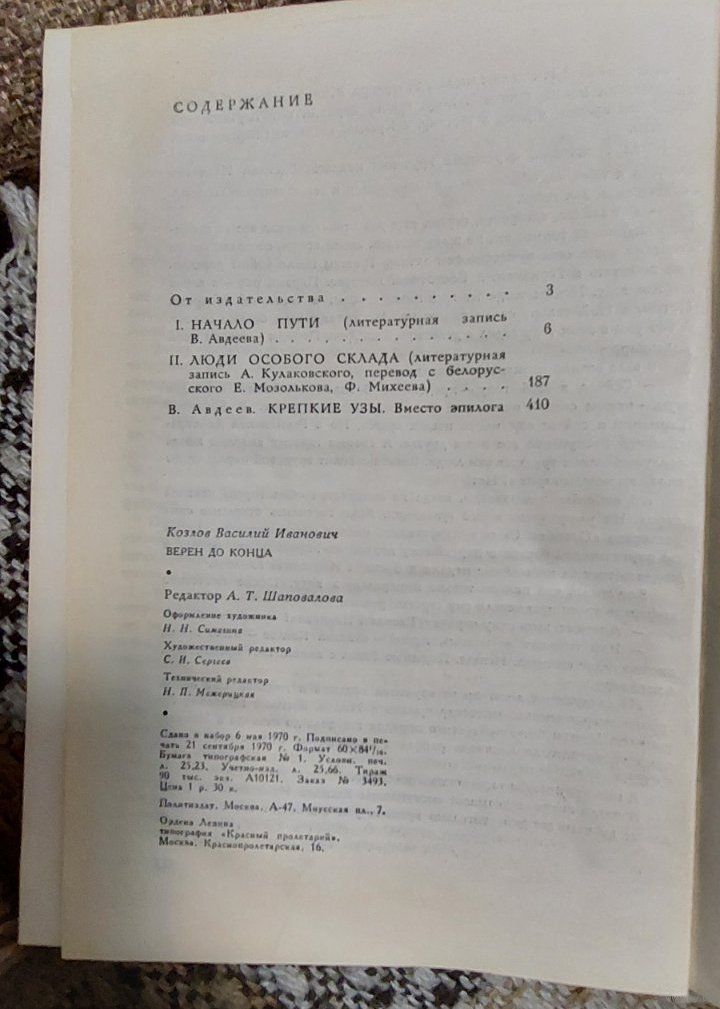 СОДЕРЖАНИЕ
От издательства . . . . . . . . . . 3
I. НАЧАЛО ПУТИ (литературная запись
В. Авдеева) . . . . . . . . . . . . . . 6
II. ЛЮДИ ОСОБОГО СКЛАДА (литературная
запись А. Кулаковского, перевод с белорус-
ского Е. Мозолькова, Ф. Михеева) . . . . 187
В. Авдеев. КРЕПКИЕ УЗЫ. Вместо эпилога 410
Козлов Василий Иванович
ВЕРЕН ДО КОНЦА
•
Редактор А. Т. Шаповалова
Оформление художника
Н. Н. Симагина
Художественный редактор
С. И. Сергеев
Технический редактор
Н. П. Межерицкая
•
Сдано в набор 6 мая 1970 г. Подписано в пе-
чать 21 сентября 1970 г. Формат 60×84¹/₁₆.
Бумага типографская № 1. Условн. печ.
л. 25,23. Учетно-изд. л. 25,66. Тираж
90 тыс. экз. А10121. Заказ № 3493.
Цена 1 р. 30 к.
Политиздат, Москва, А-47, Миусская пл., 7.
Ордена Ленина
типография «Красный пролетарий».
Москва, Краснопролетарская, 16.